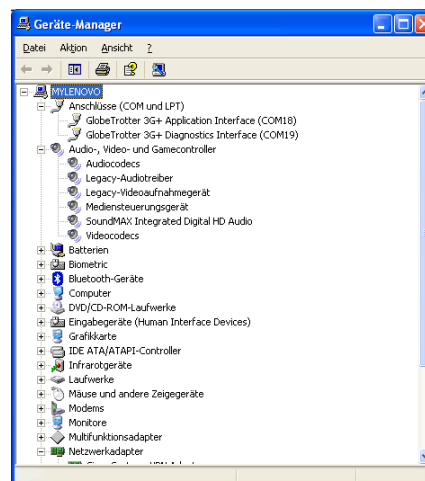 Geräte-Manager
Datei Aktion Ansicht ?
MYLENOVO
Anschlüsse (COM und LPT)
GlobeTrotter 3G+ Application Interface (COM18)
GlobeTrotter 3G+ Diagnostics Interface (COM19)
Audio-, Video- und Gamecontroller
Audiocodecs
Legacy-Audiotreiber
Legacy-Videoaufnahmegerät
Mediensteuerungsgerät
SoundMAX Integrated Digital HD Audio
Videocodecs
Batterien
Biometric
Bluetooth-Geräte
Computer
DVD/CD-ROM-Laufwerke
Eingabegeräte (Human Interface Devices)
Grafikkarte
IDE ATA/ATAPI-Controller
Infrarotgeräte
Laufwerke
Mäuse und andere Zeigegeräte
Modems
Monitore
Multifunktionsadapter
Netzwerkadapter